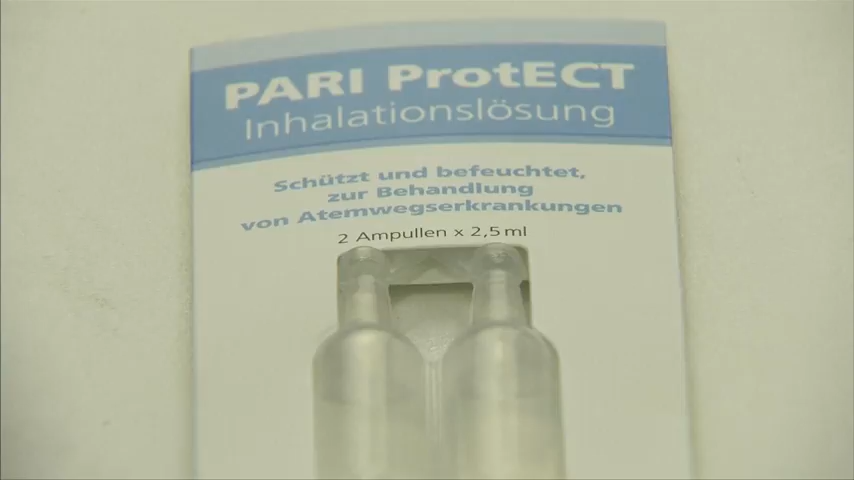 PARI ProtECT
Inhalationslösung
Schützt und befeuchtet,
zur Behandlung
von Atemwegserkrankungen
2 Ampullen x 2,5 ml